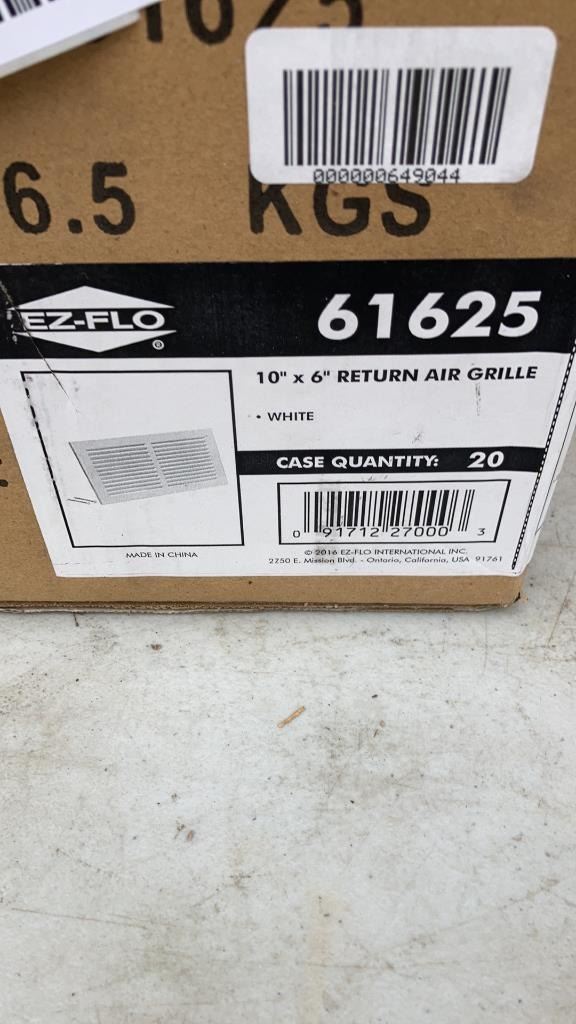 61625
000000649044
6.5 KGS
EZ-FLO ®
61625
10" x 6" RETURN AIR GRILLE
• WHITE
CASE QUANTITY: 20
0 91712 27000 3
MADE IN CHINA
© 2016 EZ-FLO INTERNATIONAL INC.
2750 E. Mission Blvd. - Ontario, California, USA 91761